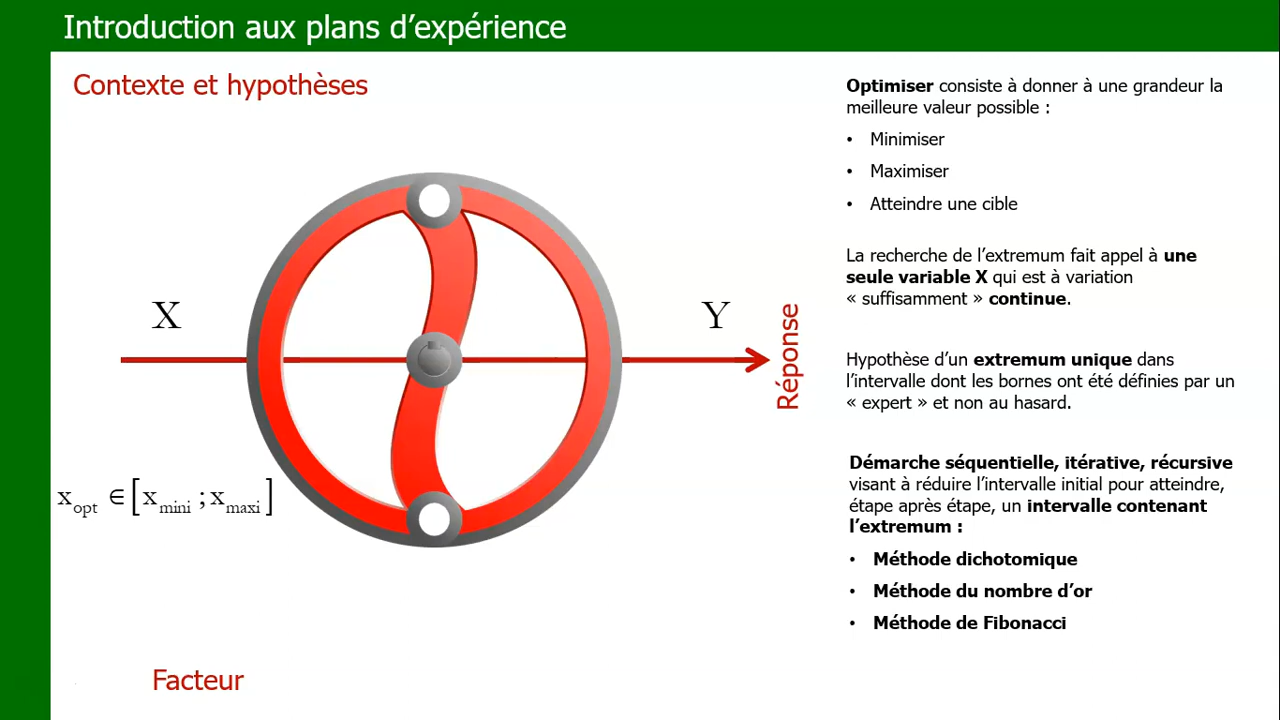 Introduction aux plans d’expérience
Contexte et hypothèses
X
Y
Réponse
x_opt ∈ [x_mini ; x_maxi]
Facteur
Optimiser consiste à donner à une grandeur la
meilleure valeur possible :
• Minimiser
• Maximiser
• Atteindre une cible
La recherche de l’extremum fait appel à une
seule variable X qui est à variation
« suffisamment » continue.
Hypothèse d’un extremum unique dans
l’intervalle dont les bornes ont été définies par un
« expert » et non au hasard.
Démarche séquentielle, itérative, récursive
visant à réduire l’intervalle initial pour atteindre,
étape après étape, un intervalle contenant
l’extremum :
• Méthode dichotomique
• Méthode du nombre d’or
• Méthode de Fibonacci